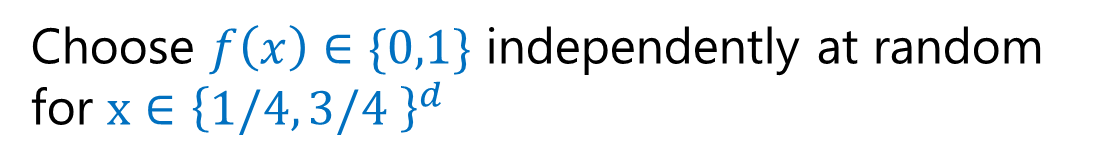 Choose f(x) ∈ {0,1} independently at random
for x ∈ {1/4, 3/4 }ᵈ